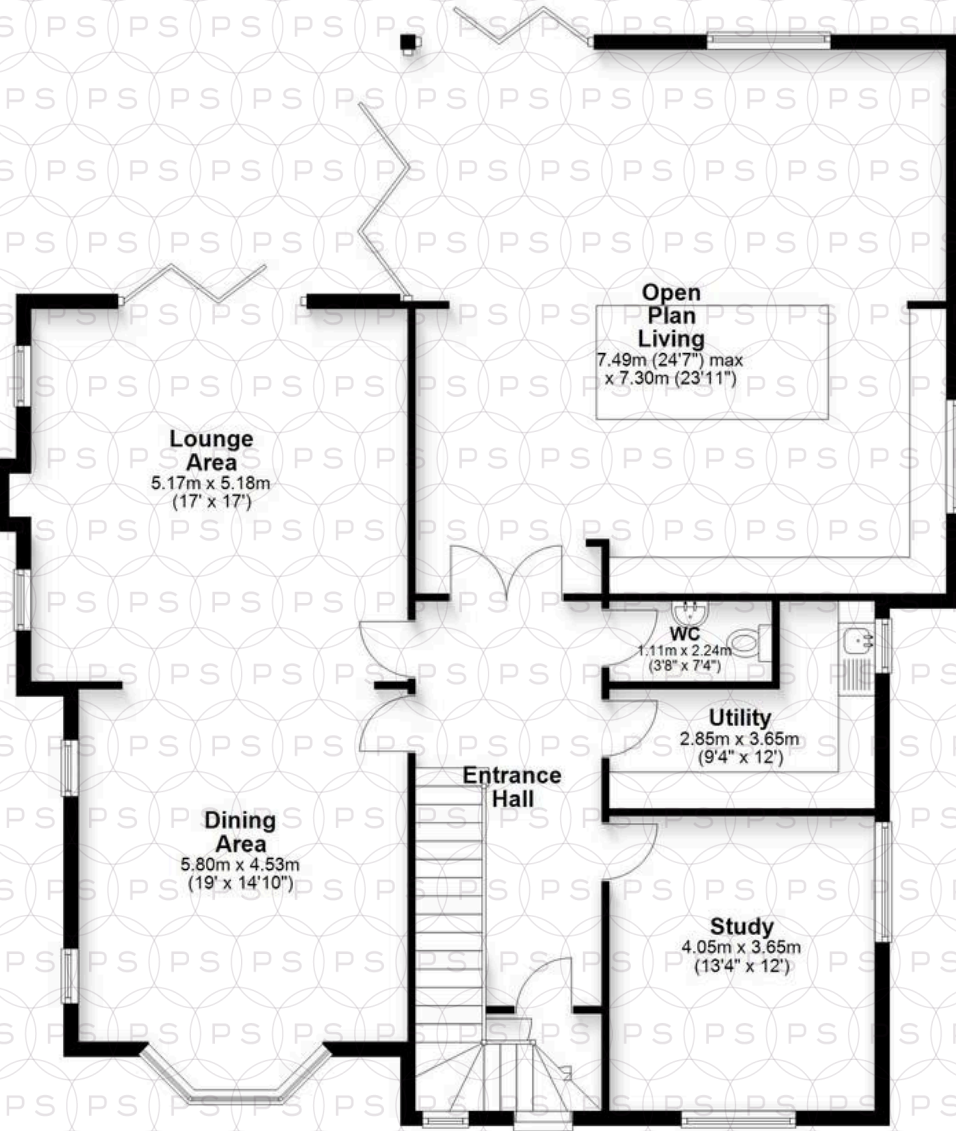 Open
Plan
Living
7.49m (24'7") max
x 7.30m (23'11")
Lounge
Area
5.17m x 5.18m
(17' x 17')
WC
1.11m x 2.24m
(3'8" x 7'4")
Utility
2.85m x 3.65m
(9'4" x 12')
Entrance
Hall
Dining
Area
5.80m x 4.53m
(19' x 14'10")
Study
4.05m x 3.65m
(13'4" x 12')